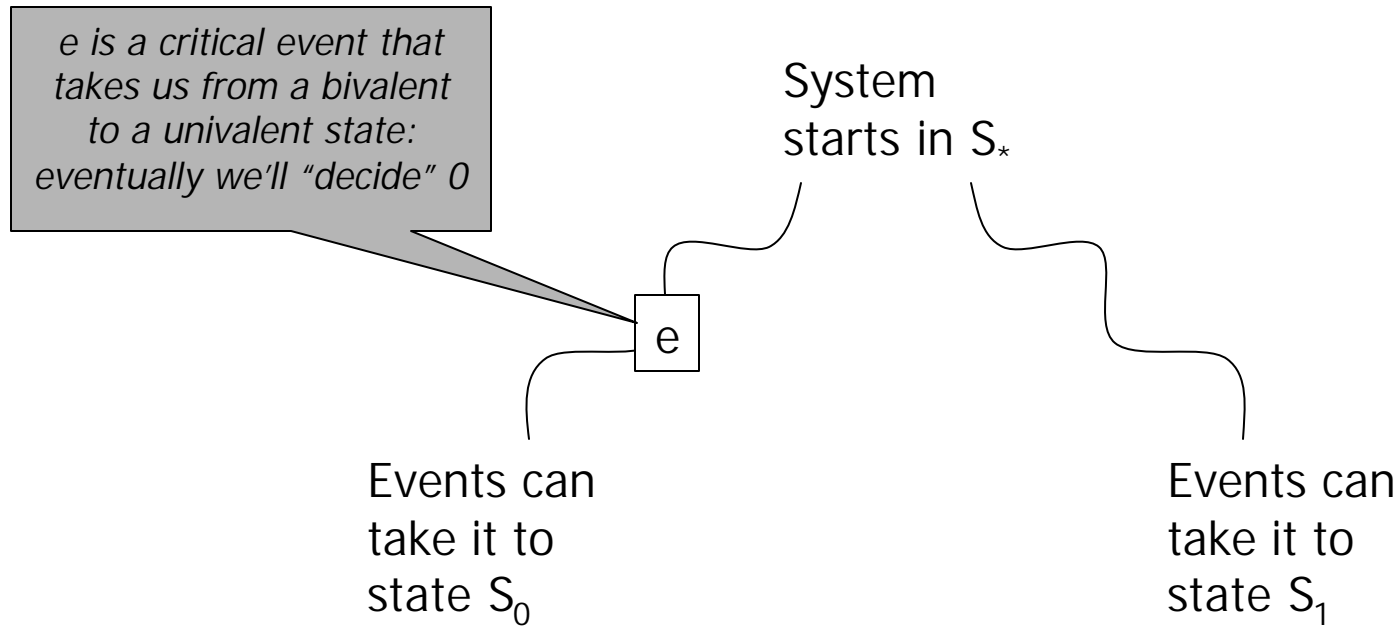 e is a critical event that
takes us from a bivalent
to a univalent state:
eventually we'll “decide” 0
System
starts in S*
e
Events can
take it to
state S0
Events can
take it to
state S1